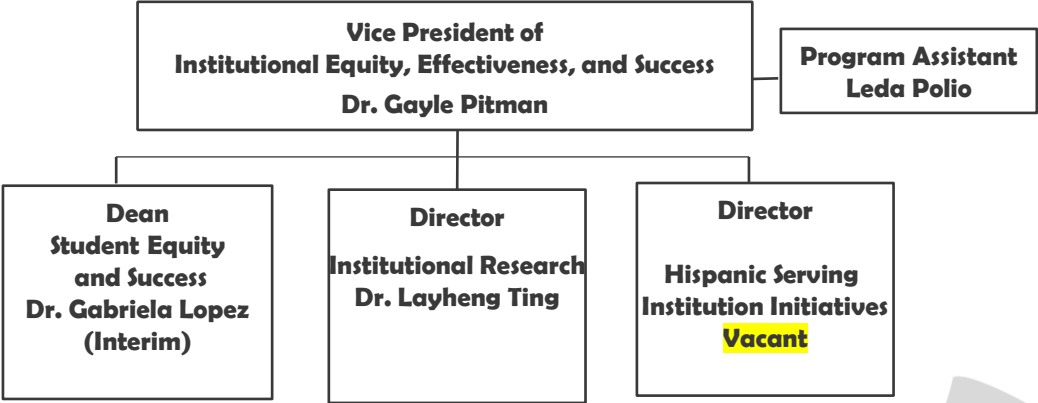 Vice President of
Institutional Equity, Effectiveness, and Success
Dr. Gayle Pitman
Program Assistant
Leda Polio
Dean
Student Equity
and Success
Dr. Gabriela Lopez
(Interim)
Director
Institutional Research
Dr. Layheng Ting
Director
Hispanic Serving
Institution Initiatives
Vacant